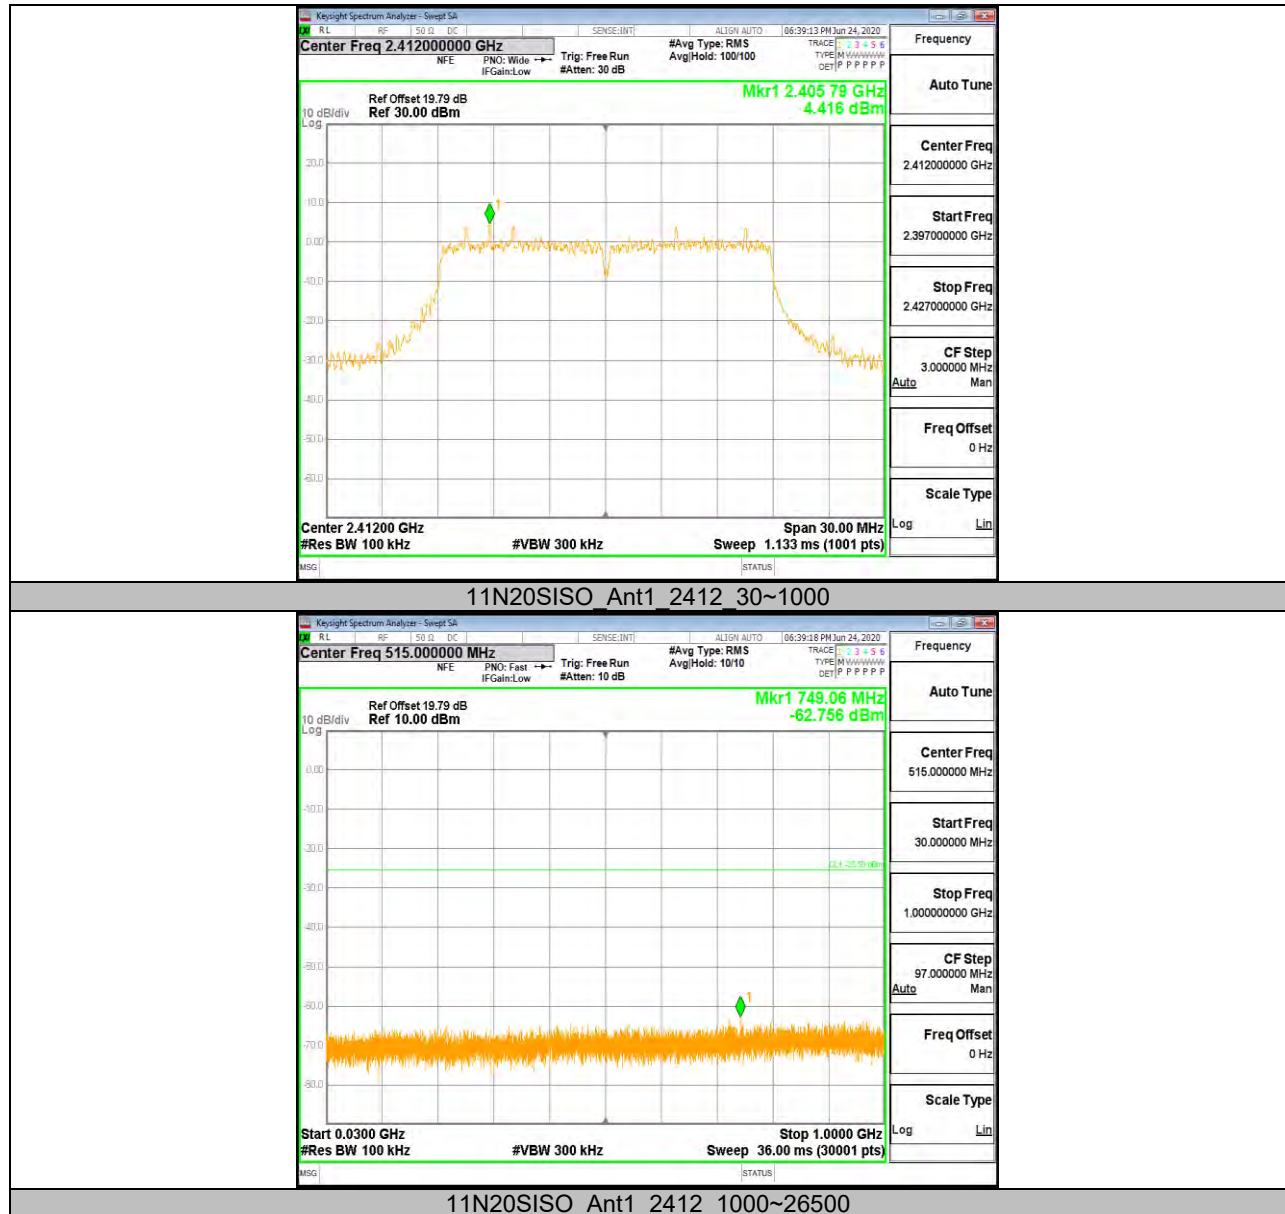 Keysight Spectrum Analyzer - Swept SA
RL RF 50 Ω DC SENSE:INT ALIGN AUTO 06:39:13 PM Jun 24, 2020
Center Freq 2.412000000 GHz
NFE
PNO: Wide
IFGain:Low
Trig: Free Run
#Atten: 30 dB
#Avg Type: RMS
Avg|Hold: 100/100
TRACE 1 2 3 4 5 6
TYPE M
DET P P P P P P
Mkr1 2.405 79 GHz
4.416 dBm
Ref Offset 19.79 dB
10 dB/div Ref 30.00 dBm
Log
20.0
10.0
0.00
-10.0
-20.0
-30.0
-40.0
-50.0
-60.0
1
Center 2.41200 GHz Span 30.00 MHz
#Res BW 100 kHz #VBW 300 kHz Sweep 1.133 ms (1001 pts)
MSG STATUS
Frequency
Auto Tune
Center Freq
2.412000000 GHz
Start Freq
2.397000000 GHz
Stop Freq
2.427000000 GHz
CF Step
3.000000 MHz
Auto Man
Freq Offset
0 Hz
Scale Type
Log Lin
11N20SISO_Ant1_2412_30~1000
Keysight Spectrum Analyzer - Swept SA
RL RF 50 Ω DC SENSE:INT ALIGN AUTO 06:39:18 PM Jun 24, 2020
Center Freq 515.000000 MHz
NFE
PNO: Fast
IFGain:Low
Trig: Free Run
#Atten: 10 dB
#Avg Type: RMS
Avg|Hold: 10/10
TRACE 1 2 3 4 5 6
TYPE M
DET P P P P P P
Mkr1 749.06 MHz
-62.756 dBm
Ref Offset 19.79 dB
10 dB/div Ref 10.00 dBm
Log
0.00
-10.0
-20.0
-30.0
-40.0
-50.0
-60.0
-70.0
-80.0
1
Start 0.0300 GHz Stop 1.0000 GHz
#Res BW 100 kHz #VBW 300 kHz Sweep 36.00 ms (30001 pts)
MSG STATUS
Frequency
Auto Tune
Center Freq
515.000000 MHz
Start Freq
30.000000 MHz
Stop Freq
1.000000000 GHz
CF Step
97.000000 MHz
Auto Man
Freq Offset
0 Hz
Scale Type
Log Lin
11N20SISO_Ant1_2412_1000~26500